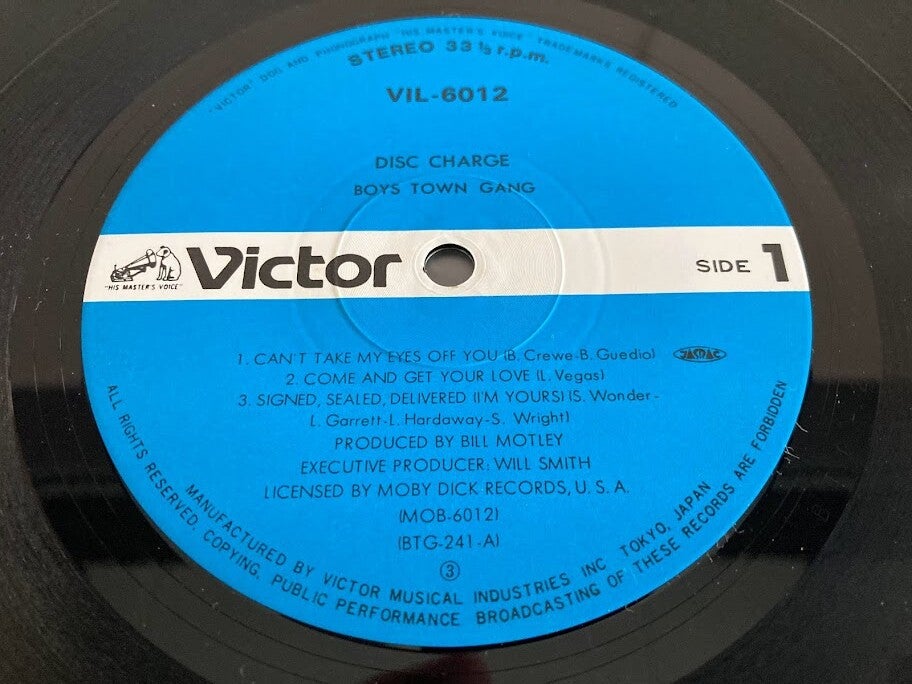 "VICTOR" DOG AND PHONOGRAPH "HIS MASTER'S VOICE" TRADEMARKS REGISTERED
STEREO 33 1/3 r.p.m.
VIL-6012
DISC CHARGE
BOYS TOWN GANG
"HIS MASTER'S VOICE"
Victor
SIDE 1
1. CAN'T TAKE MY EYES OFF YOU (B. Crewe-B. Guedio) JASRAC
2. COME AND GET YOUR LOVE (L. Vegas)
3. SIGNED, SEALED, DELIVERED (I'M YOURS) (S. Wonder-
L. Garrett-L. Hardaway-S. Wright)
PRODUCED BY BILL MOTLEY
EXECUTIVE PRODUCER: WILL SMITH
LICENSED BY MOBY DICK RECORDS, U.S.A.
(MOB-6012)
(BTG-241-A)
③
MANUFACTURED BY VICTOR MUSICAL INDUSTRIES INC TOKYO, JAPAN
ALL RIGHTS RESERVED. COPYING. PUBLIC PERFORMANCE BROADCASTING OF THESE RECORDS ARE FORBIDDEN